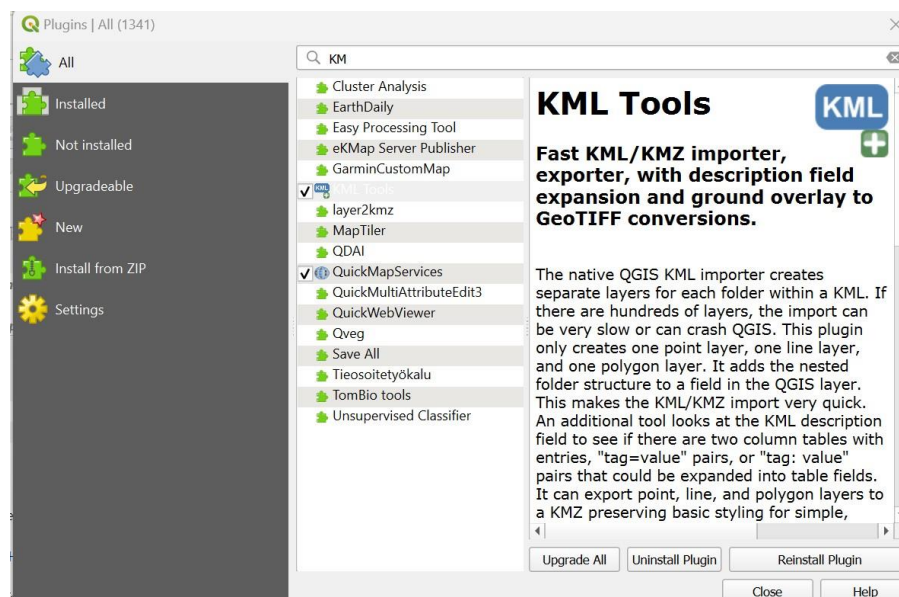 Plugins | All (1341)
All
Installed
Not installed
Upgradeable
New
Install from ZIP
Settings
KM
Cluster Analysis
EarthDaily
Easy Processing Tool
eKMap Server Publisher
GarminCustomMap
KML Tools
layer2kmz
MapTiler
QDAI
QuickMapServices
QuickMultiAttributeEdit3
QuickWebViewer
Qveg
Save All
Tieosoitetyökalu
TomBio tools
Unsupervised Classifier
KML Tools
KML
Fast KML/KMZ importer,
exporter, with description field
expansion and ground overlay to
GeoTIFF conversions.
The native QGIS KML importer creates
separate layers for each folder within a KML. If
there are hundreds of layers, the import can
be very slow or can crash QGIS. This plugin
only creates one point layer, one line layer,
and one polygon layer. It adds the nested
folder structure to a field in the QGIS layer.
This makes the KML/KMZ import very quick.
An additional tool looks at the KML description
field to see if there are two column tables with
entries, "tag=value" pairs, or "tag: value"
pairs that could be expanded into table fields.
It can export point, line, and polygon layers to
a KMZ preserving basic styling for simple,
Upgrade All
Uninstall Plugin
Reinstall Plugin
Close
Help